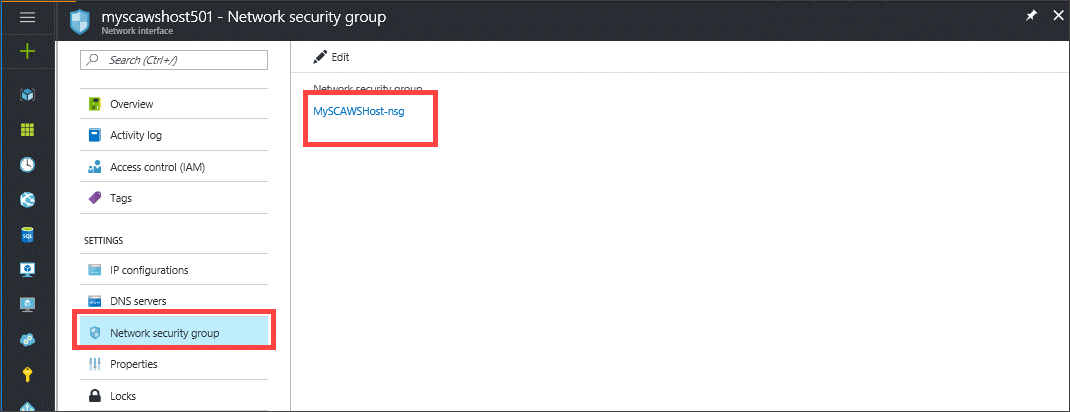 myscawshost501 - Network security group
Network interface
Search (Ctrl+/)
Edit
Network security group
MySCAWSHost-nsg
Overview
Activity log
Access control (IAM)
Tags
SETTINGS
IP configurations
DNS servers
Network security group
Properties
Locks
SQL